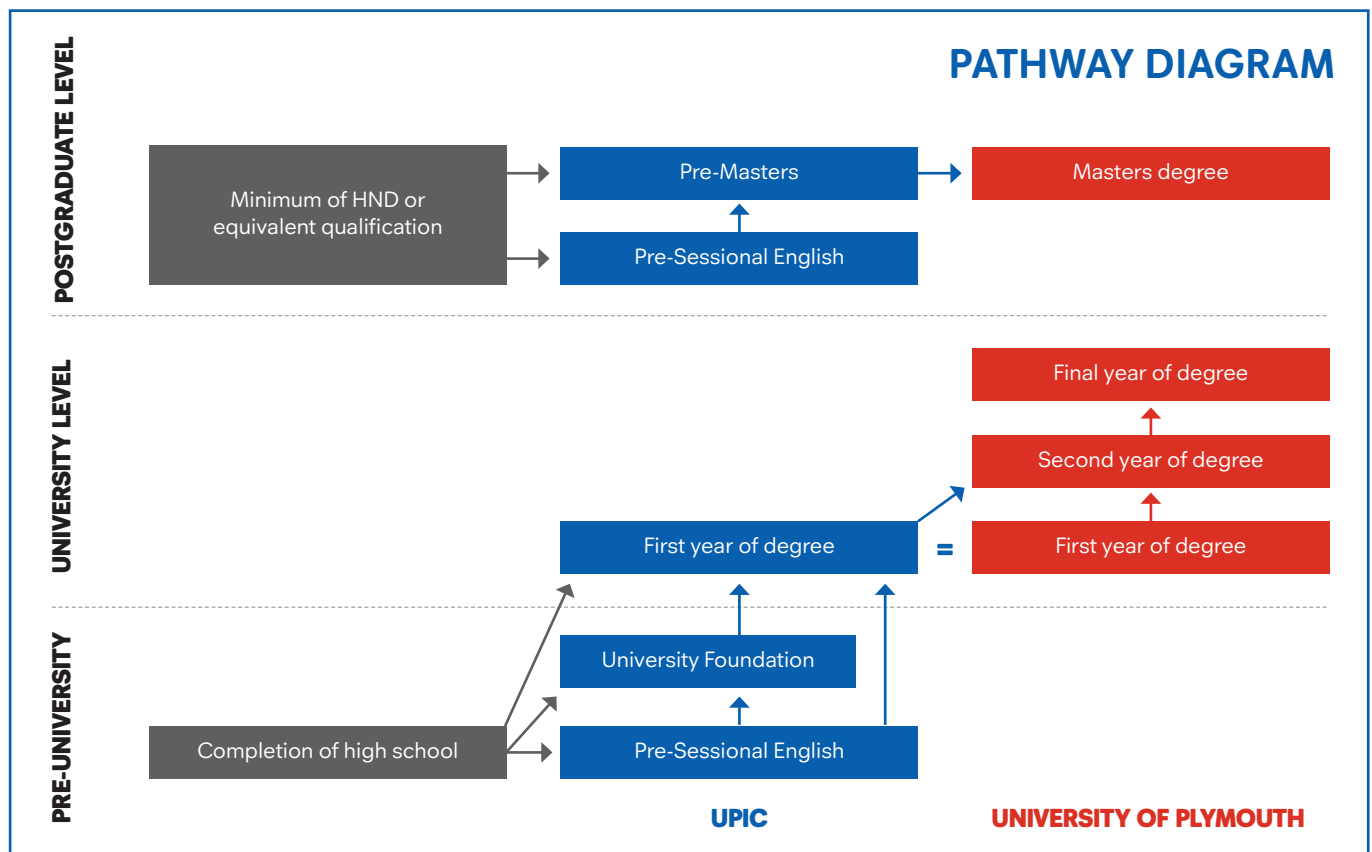 PATHWAY DIAGRAM
POSTGRADUATE LEVEL
Minimum of HND or
equivalent qualification
Pre-Masters
Masters degree
Pre-Sessional English
UNIVERSITY LEVEL
Final year of degree
Second year of degree
First year of degree
=
First year of degree
PRE-UNIVERSITY
University Foundation
Completion of high school
Pre-Sessional English
UPIC
UNIVERSITY OF PLYMOUTH